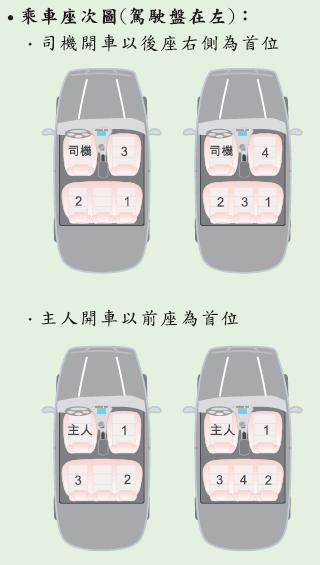 •乘車座次圖(駕駛盤在左)：
·司機開車以後座右側為首位
司機 3 司機 4
2 1 2 3 1
·主人開車以前座為首位
主人 1 主人 1
3 2 3 4 2